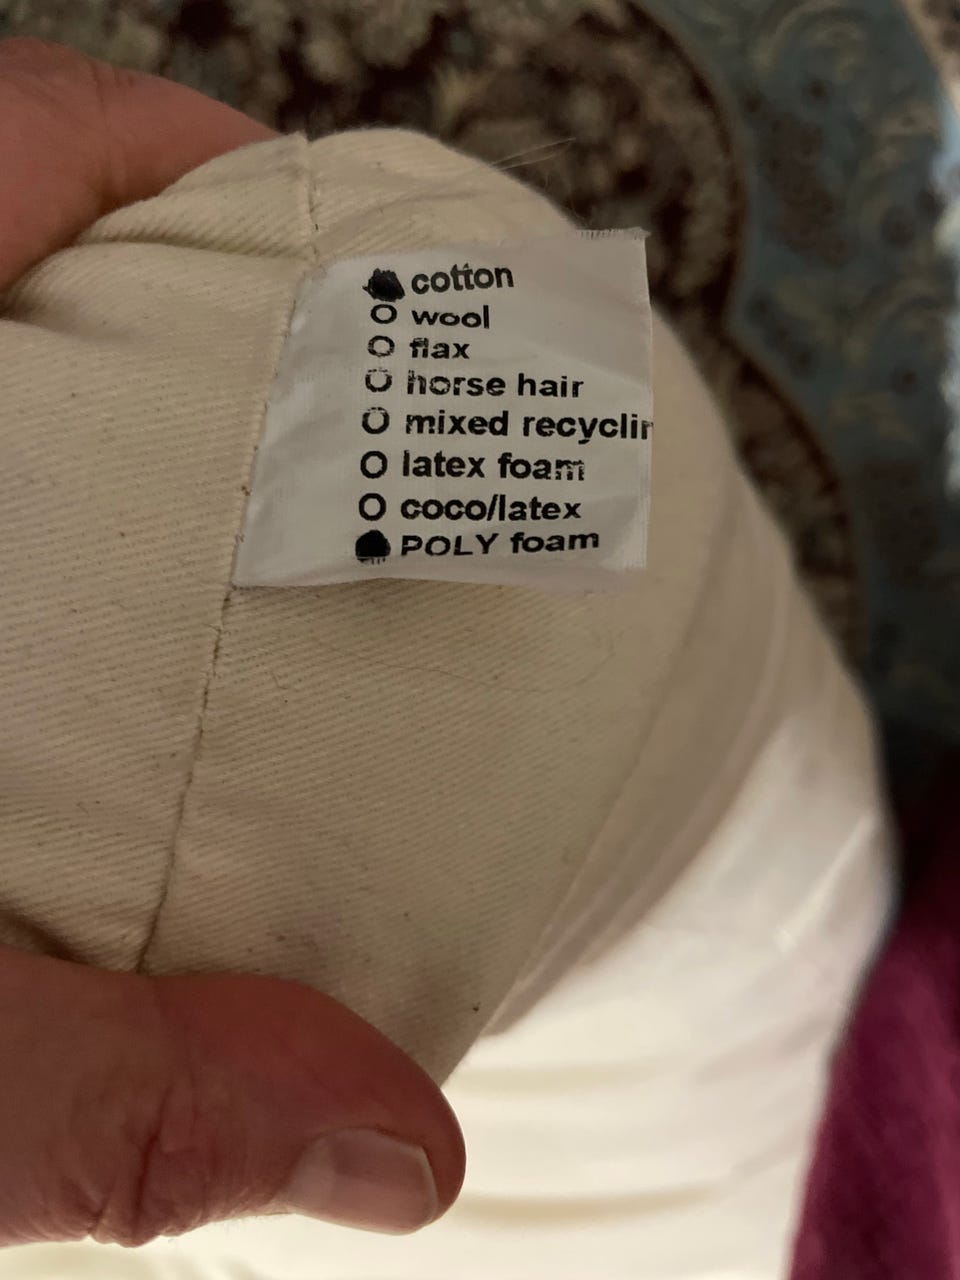 cotton
wool
flax
horse hair
mixed recyclin
latex foam
coco/latex
POLY foam